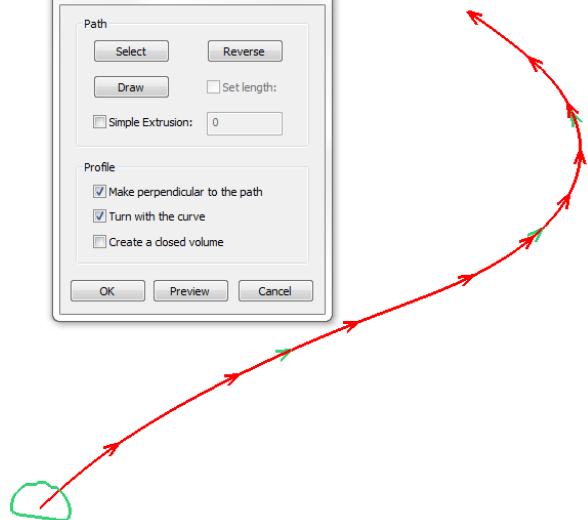 Path
Select Reverse
Draw Set length:
Simple Extrusion: 0
Profile
Make perpendicular to the path
Turn with the curve
Create a closed volume
OK Preview Cancel